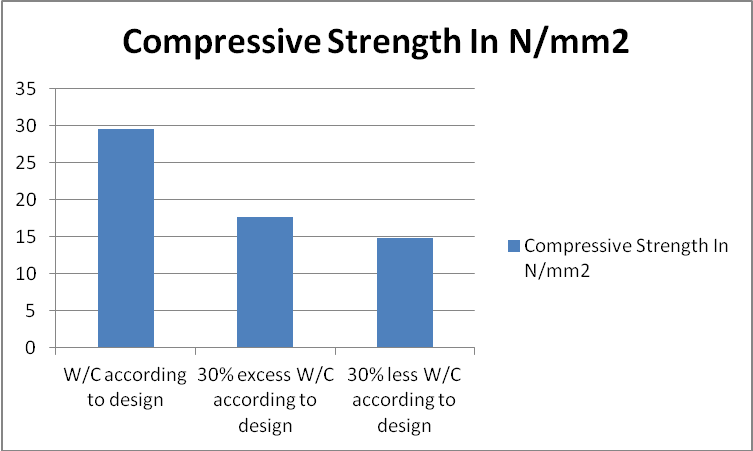 Compressive Strength In N/mm2
35
30
25
20
15
10
5
0
W/C according
to design
30% excess W/C
according to
design
30% less W/C
according to
design
Compressive Strength In
N/mm2